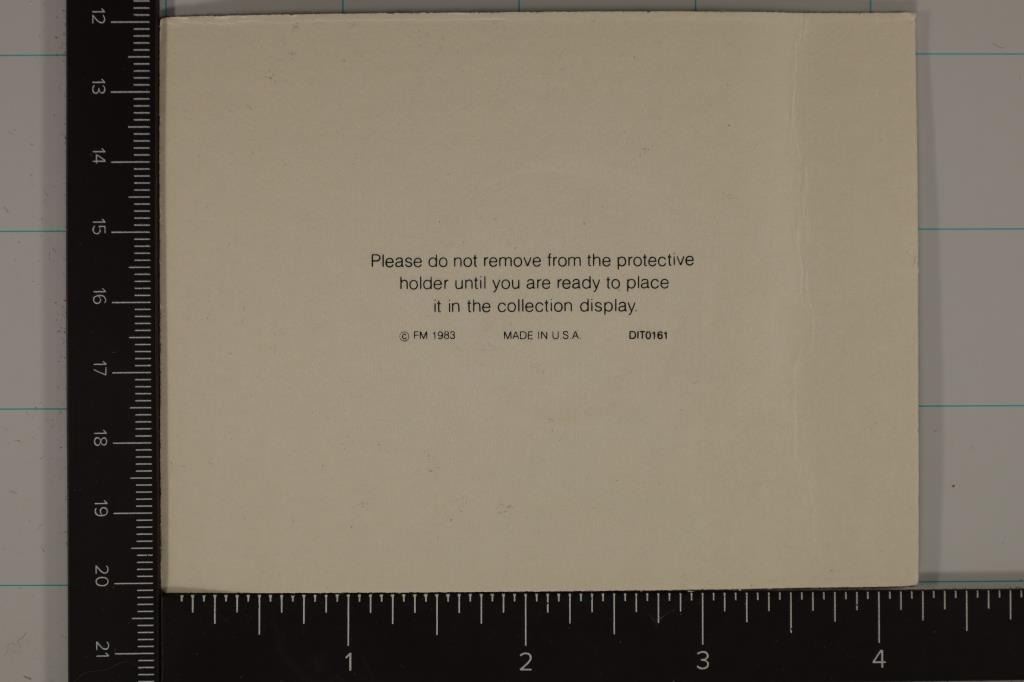 Please do not remove from the protective
holder until you are ready to place
it in the collection display.
© FM 1983 MADE IN U.S.A. DIT0161
12
13
14
15
16
17
18
19
20
21
1 2 3 4